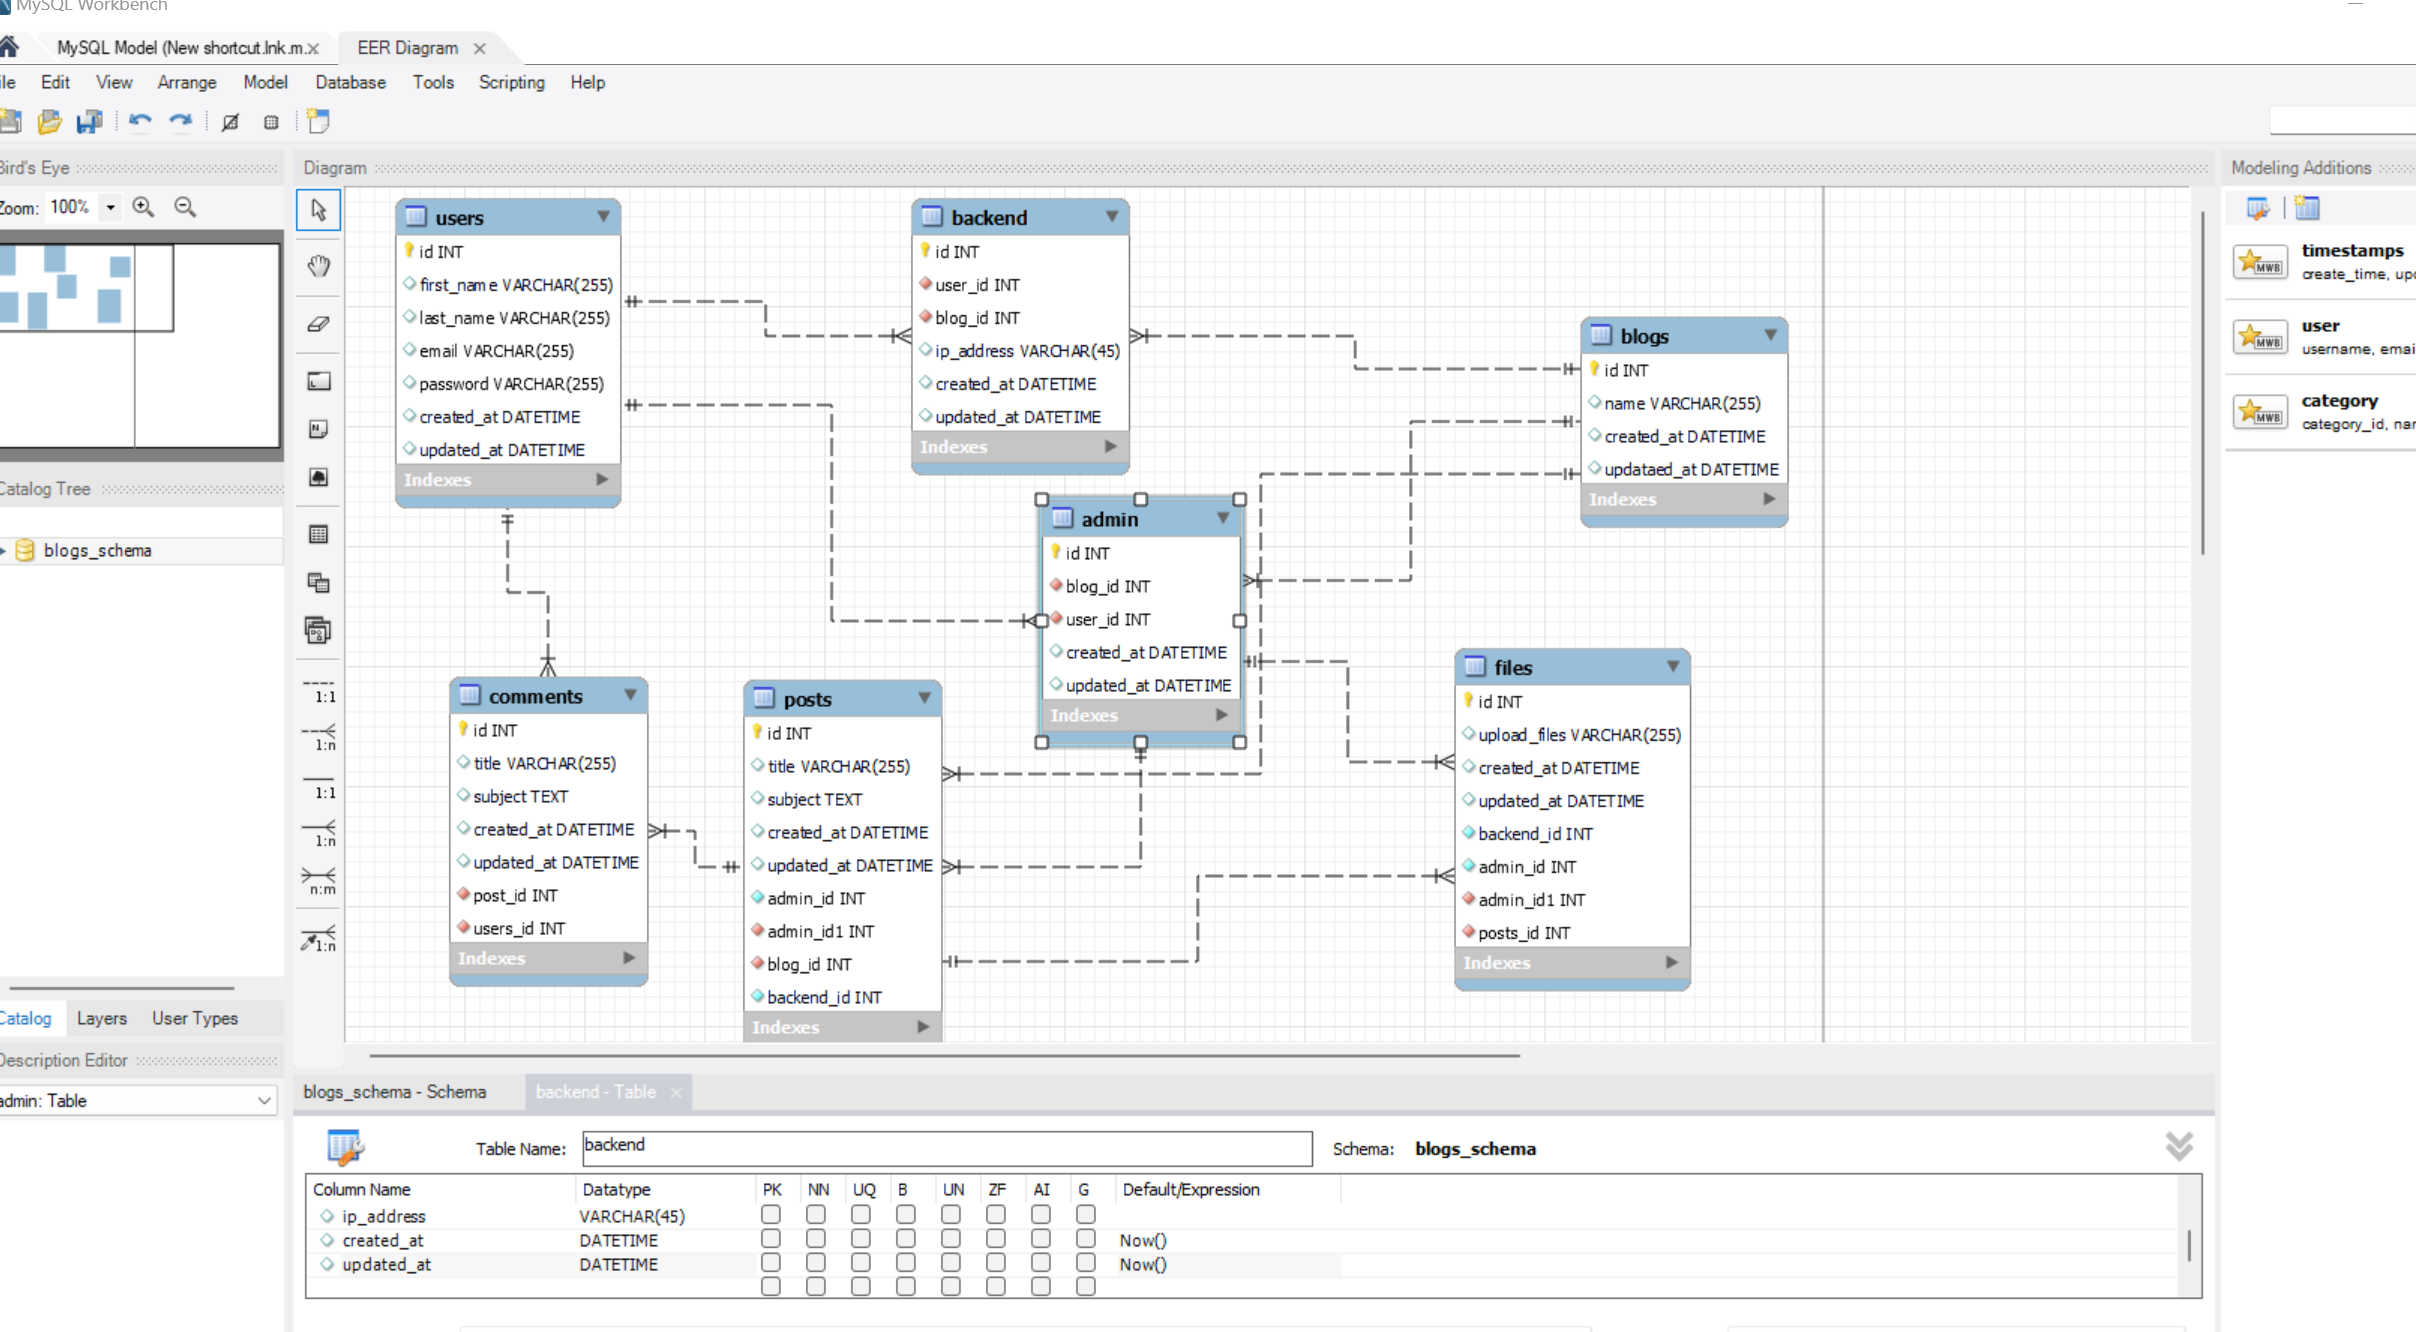 MySQL Workbench
MySQL Model (New shortcut.lnk.m.x
EER Diagram
ile Edit View Arrange Model Database Tools Scripting Help
Bird's Eye
Zoom: 100%
Diagram
Modeling Additions
timestamps
create_time, upd
user
username, emai
category
category_id, nar
Catalog Tree
blogs_schema
1:1
1:n
1:1
1:n
n:m
1:n
users
id INT
first_name VARCHAR(255)
last_name VARCHAR(255)
email VARCHAR(255)
password VARCHAR(255)
created_at DATETIME
updated_at DATETIME
Indexes
backend
id INT
user_id INT
blog_id INT
ip_address VARCHAR(45)
created_at DATETIME
updated_at DATETIME
Indexes
blogs
id INT
name VARCHAR(255)
created_at DATETIME
updataed_at DATETIME
Indexes
admin
id INT
blog_id INT
user_id INT
created_at DATETIME
updated_at DATETIME
Indexes
comments
id INT
title VARCHAR(255)
subject TEXT
created_at DATETIME
updated_at DATETIME
post_id INT
users_id INT
Indexes
posts
id INT
title VARCHAR(255)
subject TEXT
created_at DATETIME
updated_at DATETIME
admin_id INT
admin_id1 INT
blog_id INT
backend_id INT
Indexes
files
id INT
upload_files VARCHAR(255)
created_at DATETIME
updated_at DATETIME
backend_id INT
admin_id INT
admin_id1 INT
posts_id INT
Indexes
Catalog Layers User Types
Description Editor
admin: Table
blogs_schema - Schema
backend - Table
Table Name: backend
Schema: blogs_schema
Column Name Datatype PK NN UQ B UN ZF AI G Default/Expression
ip_address VARCHAR(45)
created_at DATETIME Now()
updated_at DATETIME Now()